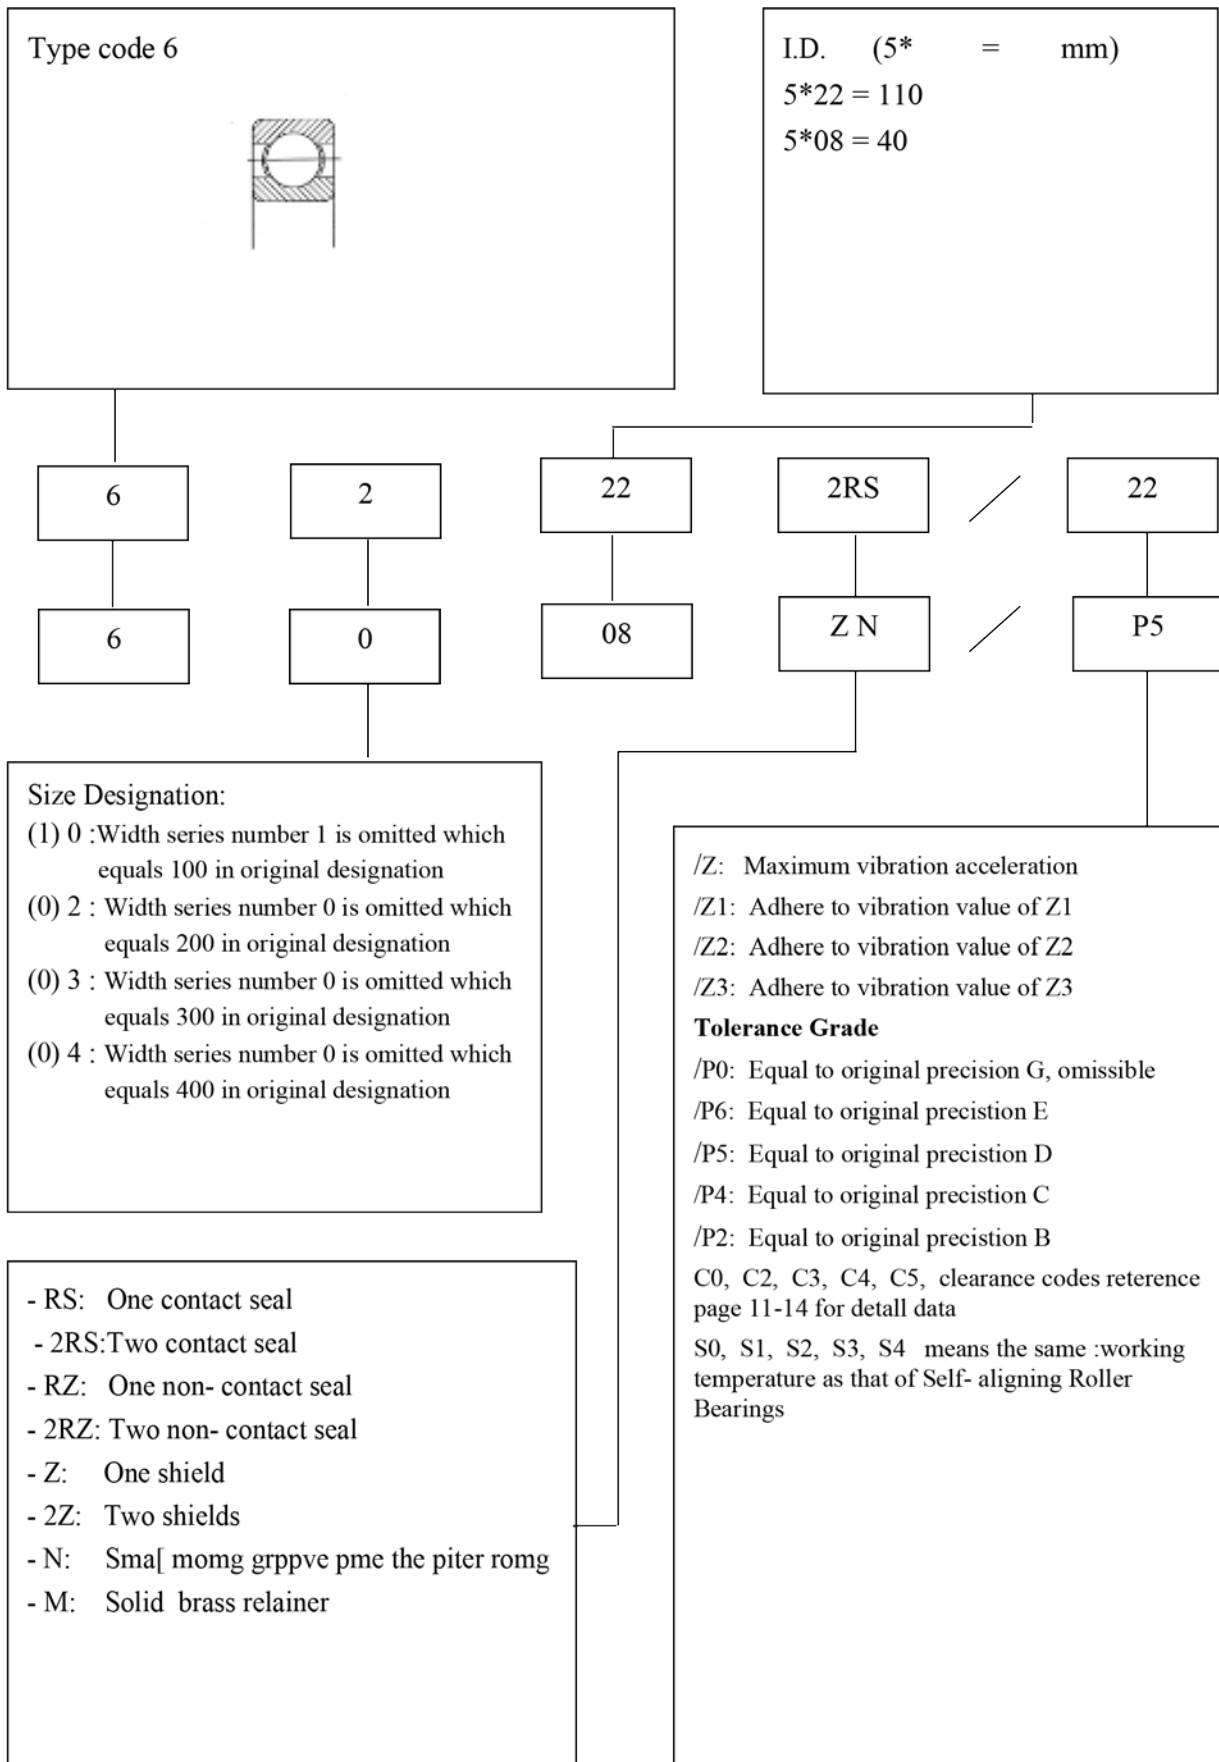 Type code 6
I.D. (5* = mm)
5*22 = 110
5*08 = 40
6 2 22 2RS / 22
6 0 08 Z N / P5
Size Designation:
(1) 0 :Width series number 1 is omitted which
equals 100 in original designation
(0) 2 : Width series number 0 is omitted which
equals 200 in original designation
(0) 3 : Width series number 0 is omitted which
equals 300 in original designation
(0) 4 : Width series number 0 is omitted which
equals 400 in original designation
- RS: One contact seal
- 2RS:Two contact seal
- RZ: One non- contact seal
- 2RZ: Two non- contact seal
- Z: One shield
- 2Z: Two shields
- N: Sma[ momg grppve pme the piter romg
- M: Solid brass relainer
/Z: Maximum vibration acceleration
/Z1: Adhere to vibration value of Z1
/Z2: Adhere to vibration value of Z2
/Z3: Adhere to vibration value of Z3
Tolerance Grade
/P0: Equal to original precision G, omissible
/P6: Equal to original precistion E
/P5: Equal to original precistion D
/P4: Equal to original precistion C
/P2: Equal to original precistion B
C0, C2, C3, C4, C5, clearance codes reterence
page 11-14 for detall data
S0, S1, S2, S3, S4 means the same :working
temperature as that of Self- aligning Roller
Bearings